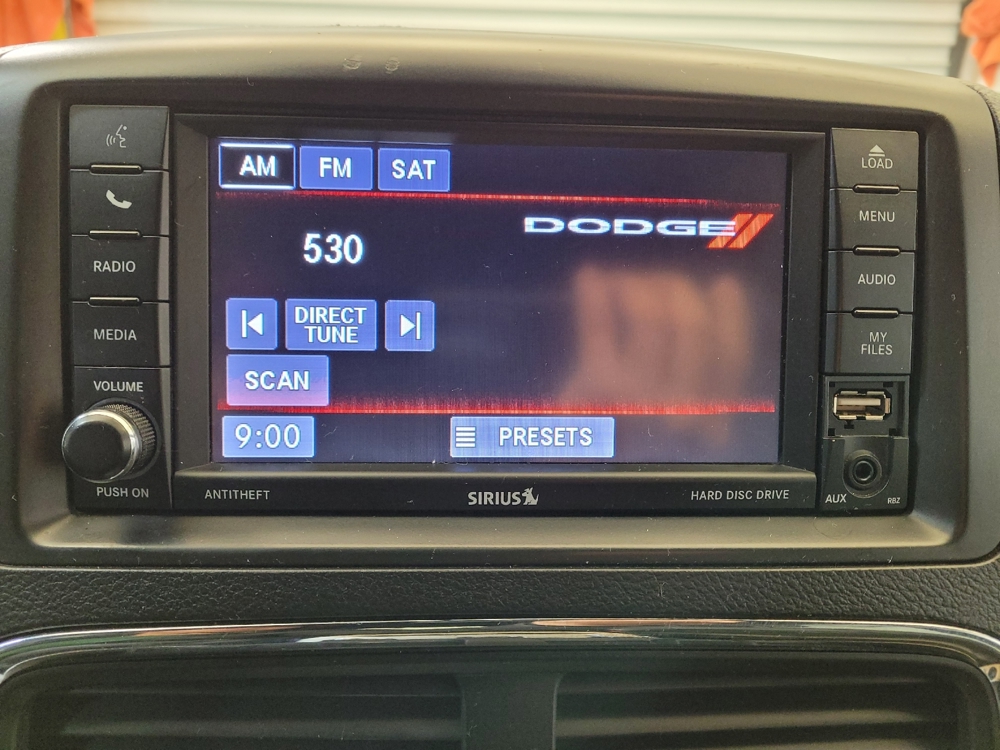 AM FM SAT
LOAD
DODGE
MENU
530
RADIO
AUDIO
DIRECT
TUNE
MEDIA
MY
FILES
SCAN
VOLUME
9:00 PRESETS
PUSH ON
ANTITHEFT SIRIUS HARD DISC DRIVE
AUX RBZ